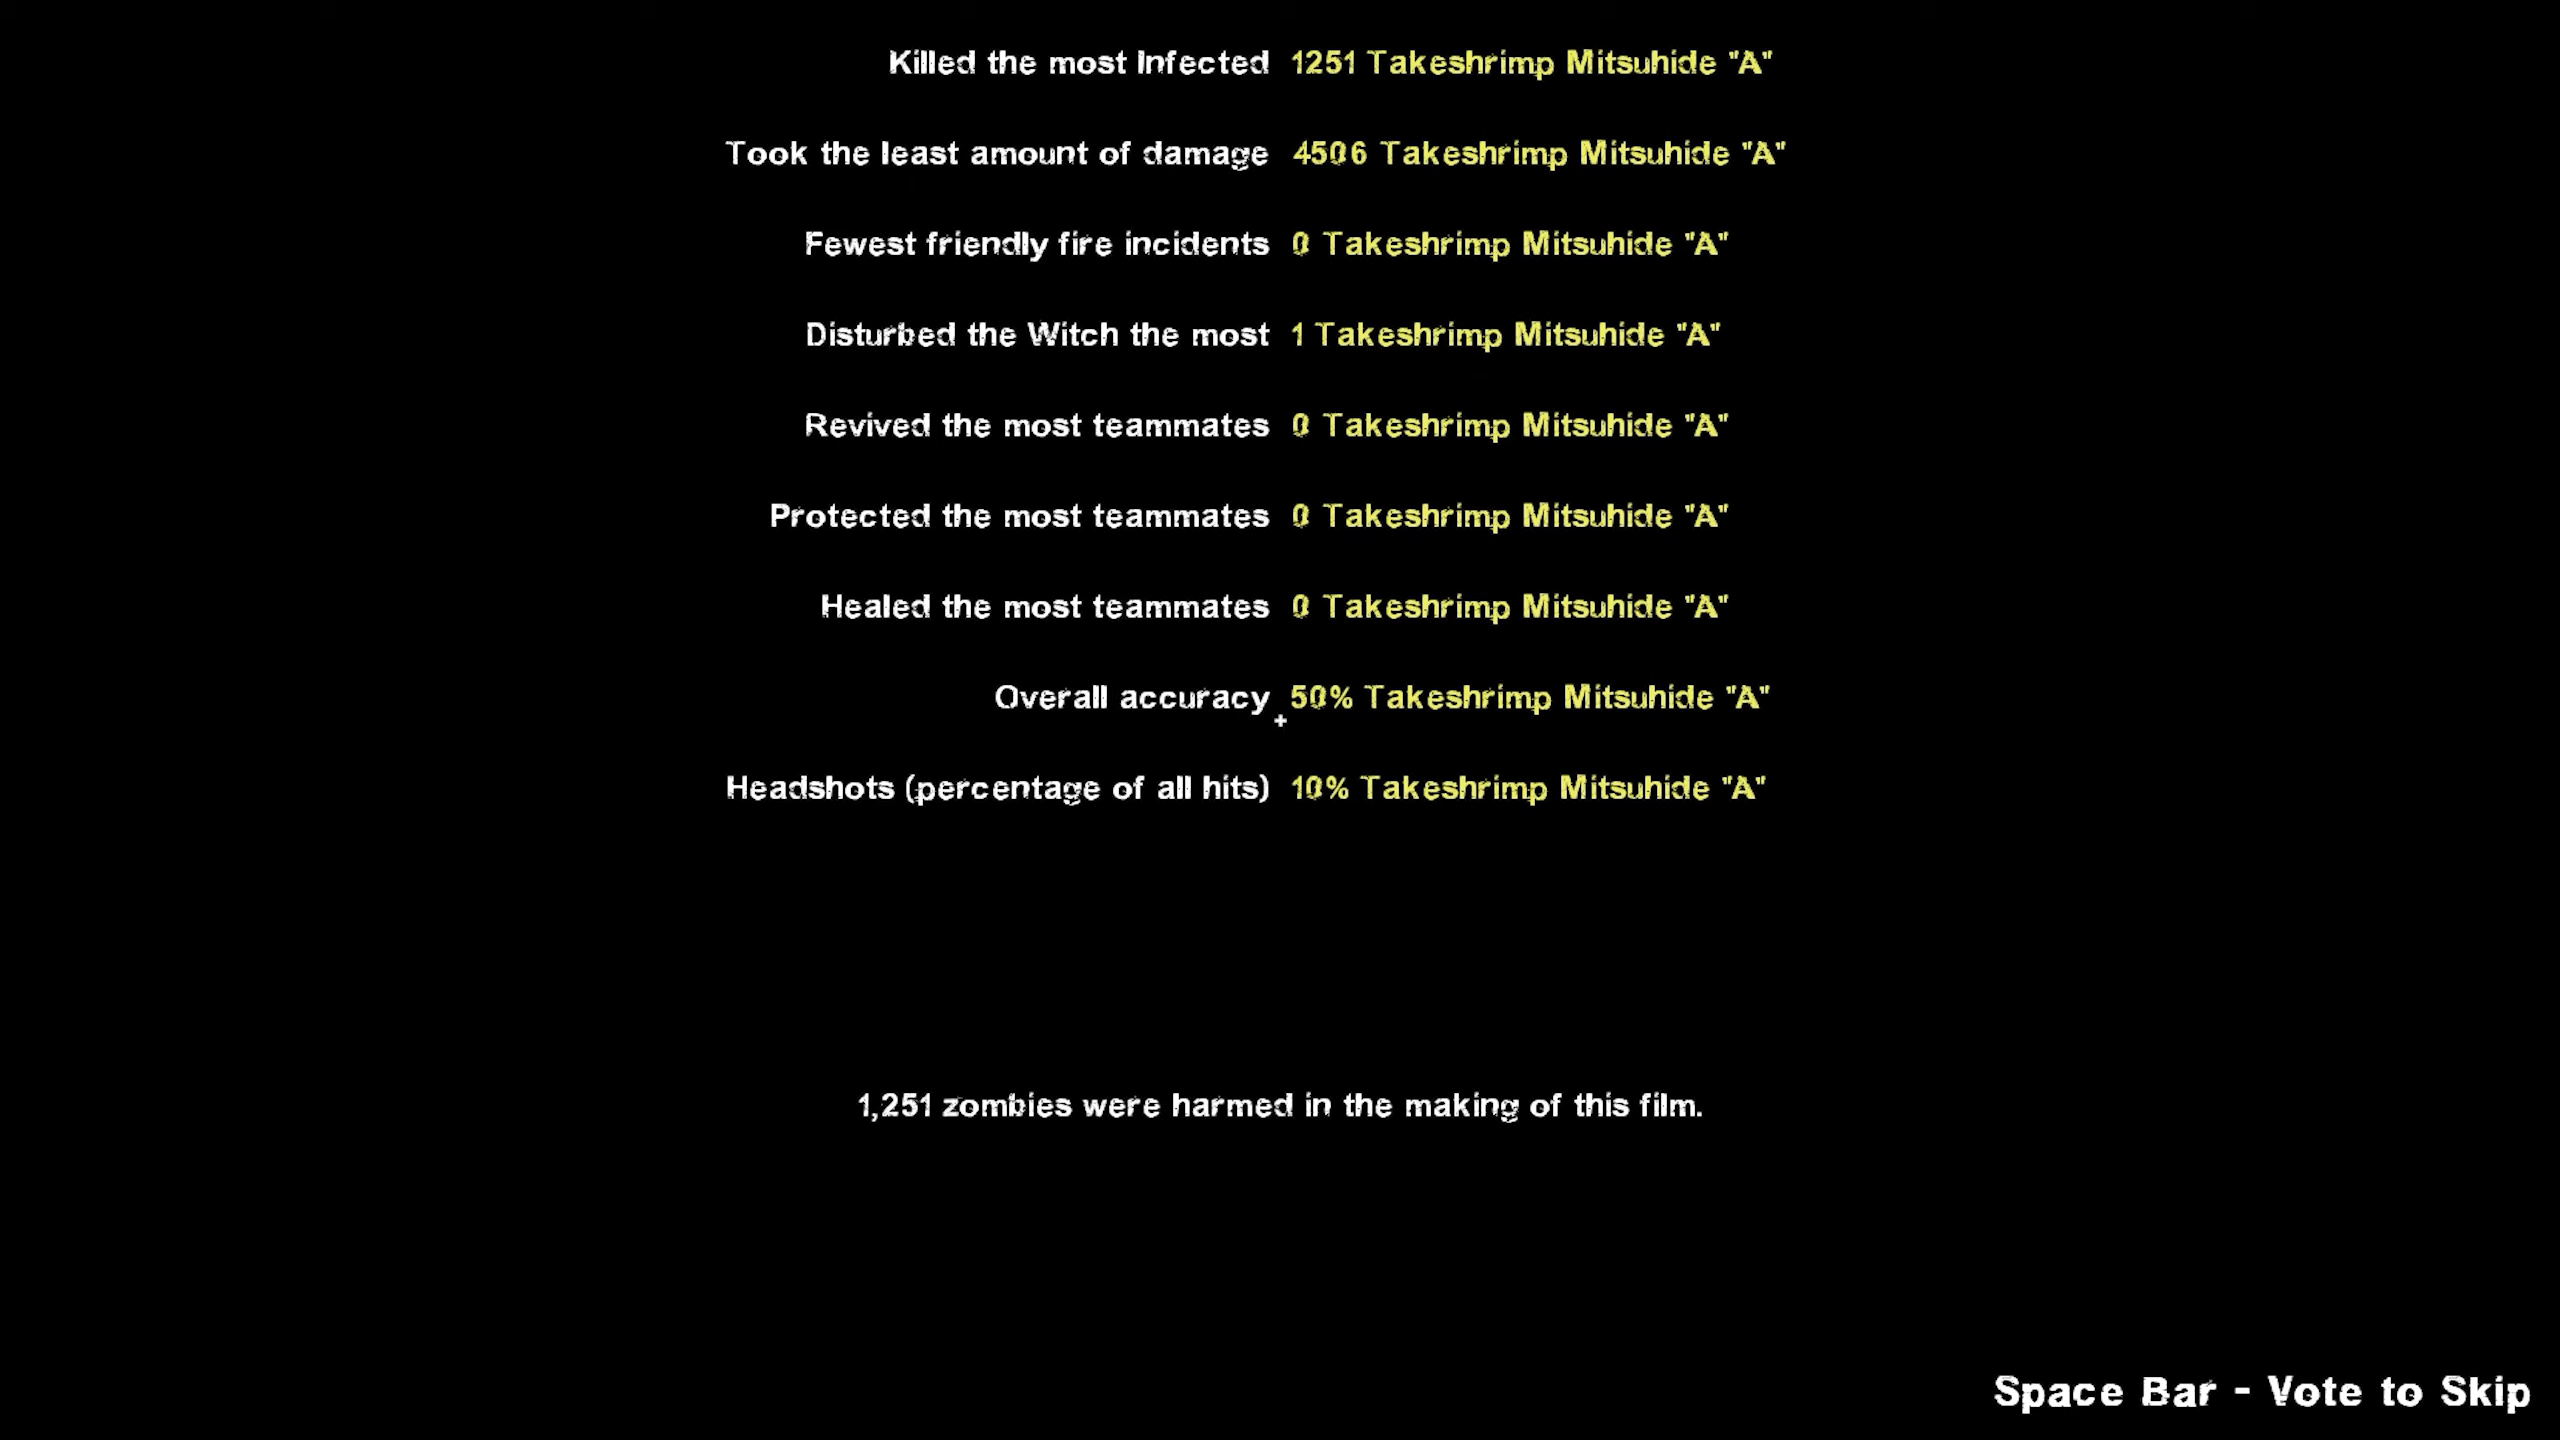 Killed the most Infected 1251 Takeshrimp Mitsuhide "A"
Took the least amount of damage 4506 Takeshrimp Mitsuhide "A"
Fewest friendly fire incidents 0 Takeshrimp Mitsuhide "A"
Disturbed the Witch the most 1 Takeshrimp Mitsuhide "A"
Revived the most teammates 0 Takeshrimp Mitsuhide "A"
Protected the most teammates 0 Takeshrimp Mitsuhide "A"
Healed the most teammates 0 Takeshrimp Mitsuhide "A"
Overall accuracy 50% Takeshrimp Mitsuhide "A"
Headshots (percentage of all hits) 10% Takeshrimp Mitsuhide "A"
1,251 zombies were harmed in the making of this film.
Space Bar - Vote to Skip